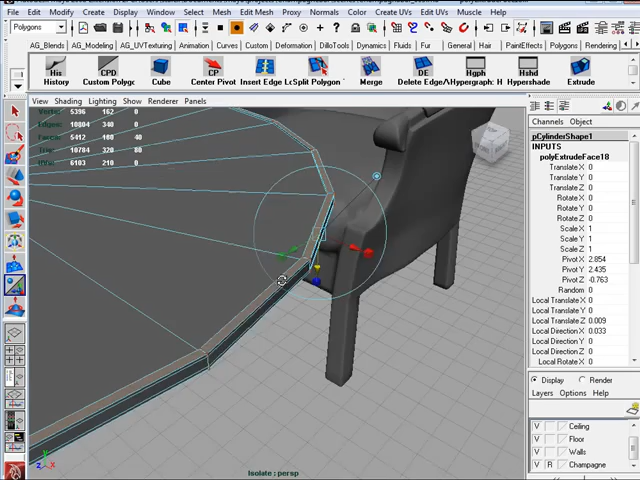 File Edit Modify Create Display Window Select Mesh Edit Mesh Proxy Normals Color Create UVs Edit UVs Muscle Help
Polygons
AG_Blends AG_Modeling AG_UVTexturing Animation Curves Custom Deformation DilloTools Dynamics Fluids Fur General Hair PaintEffects Polygons Rendering
His CPD CP DE Hgph Hshd
History Custom Polygo Cube Center Pivot Insert Edge Lo Split Polygon Merge Delete Edge/ Hypergraph: H Hypershade Extrude
View Shading Lighting Show Renderer Panels
Verts: 5396 162 0
Edges: 10804 340 0
Faces: 5412 180 40
Tris: 10784 320 80
UVs: 6103 210 0
Channels Object
pCylinderShape1
INPUTS
polyExtrudeFace18
Translate X 0
Translate Y 0
Translate Z 0
Rotate X 0
Rotate Y 0
Rotate Z 0
Scale X 1
Scale Y 1
Scale Z 1
Pivot X 2.854
Pivot Y 2.435
Pivot Z -0.763
Random 0
Local Translate X 0
Local Translate Y 0
Local Translate Z 0.009
Local Direction X 0.033
Local Direction Y 0
Local Direction Z 0
Local Rotate X 0
Display Render
Layers Options Help
V Ceiling
V Floor
V Walls
V R Champagne
Isolate : persp